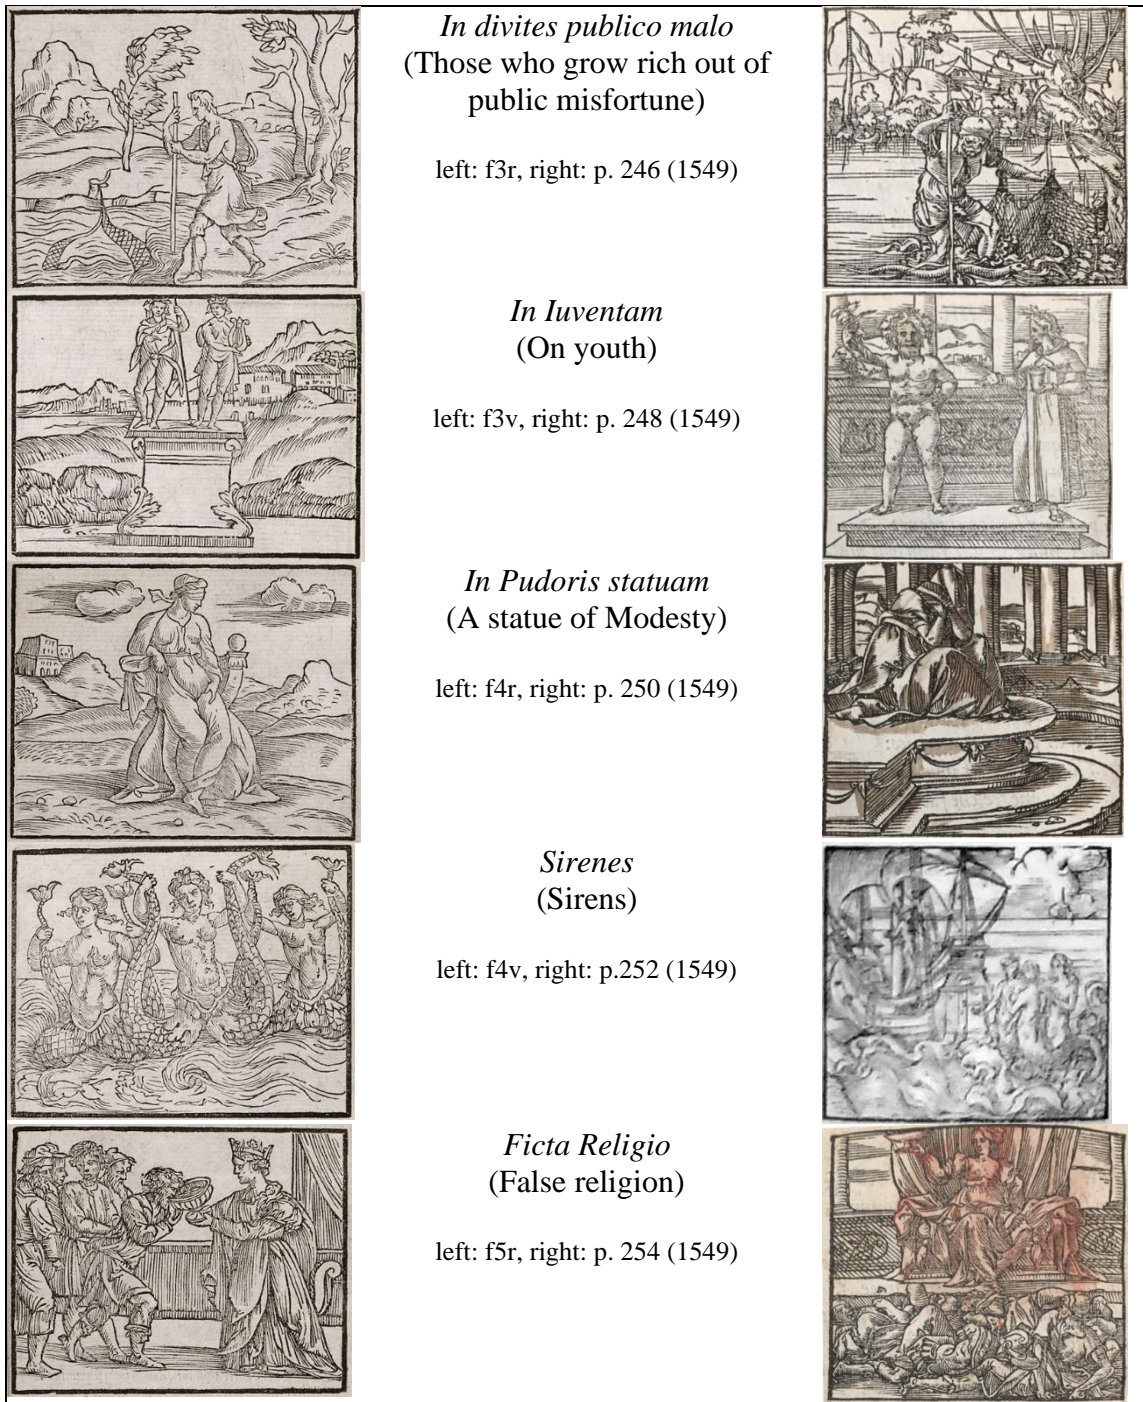 In divites publico malo
(Those who grow rich out of
public misfortune)
left: f3r, right: p. 246 (1549)
In Iuventam
(On youth)
left: f3v, right: p. 248 (1549)
In Pudoris statuam
(A statue of Modesty)
left: f4r, right: p. 250 (1549)
Sirenes
(Sirens)
left: f4v, right: p.252 (1549)
Ficta Religio
(False religion)
left: f5r, right: p. 254 (1549)